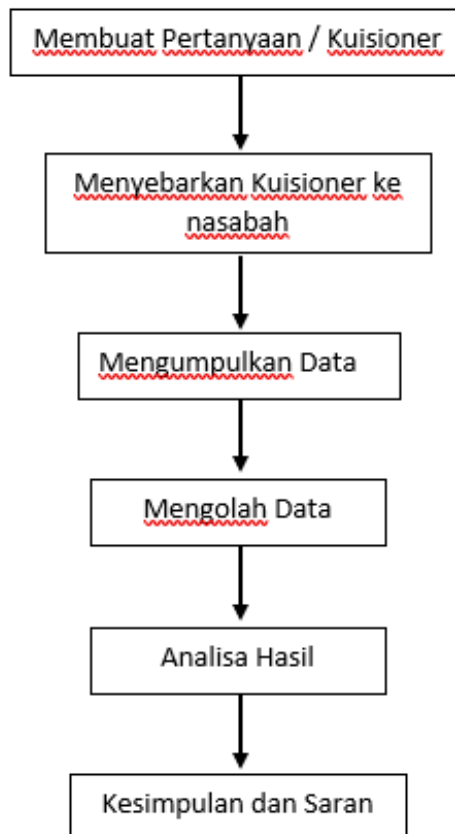 Membuat Pertanyaan / Kuisioner
Menyebarkan Kuisioner ke
nasabah
Mengumpulkan Data
Mengolah Data
Analisa Hasil
Kesimpulan dan Saran